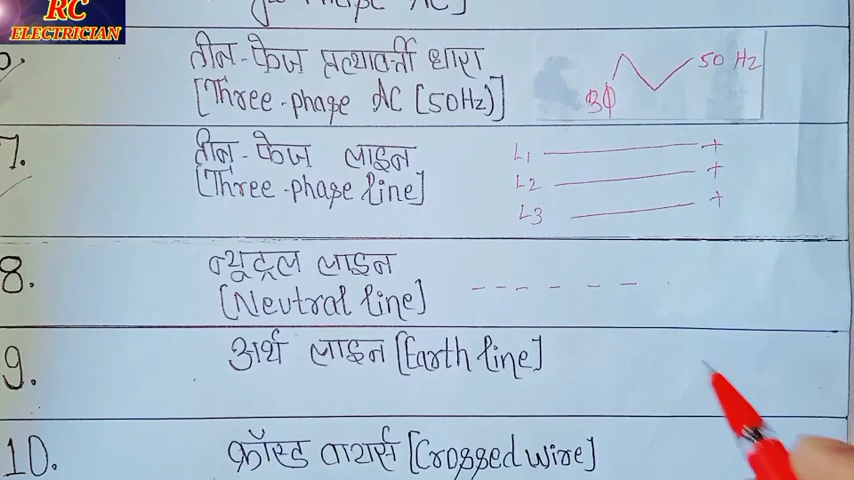 RC
ELECTRICIAN
तीन-फेज प्रत्यावर्ती धारा
[Three-phase AC (50Hz)]
3Φ
50 Hz
7.
तीन-फेज लाइन
[Three-phase line]
L1 +
L2 +
L3 +
8.
न्यूट्रल लाइन
[Neutral line]
9.
अर्थ लाइन [Earth line]
10.
क्रॉस्ड वायर्स [Crossed wire]